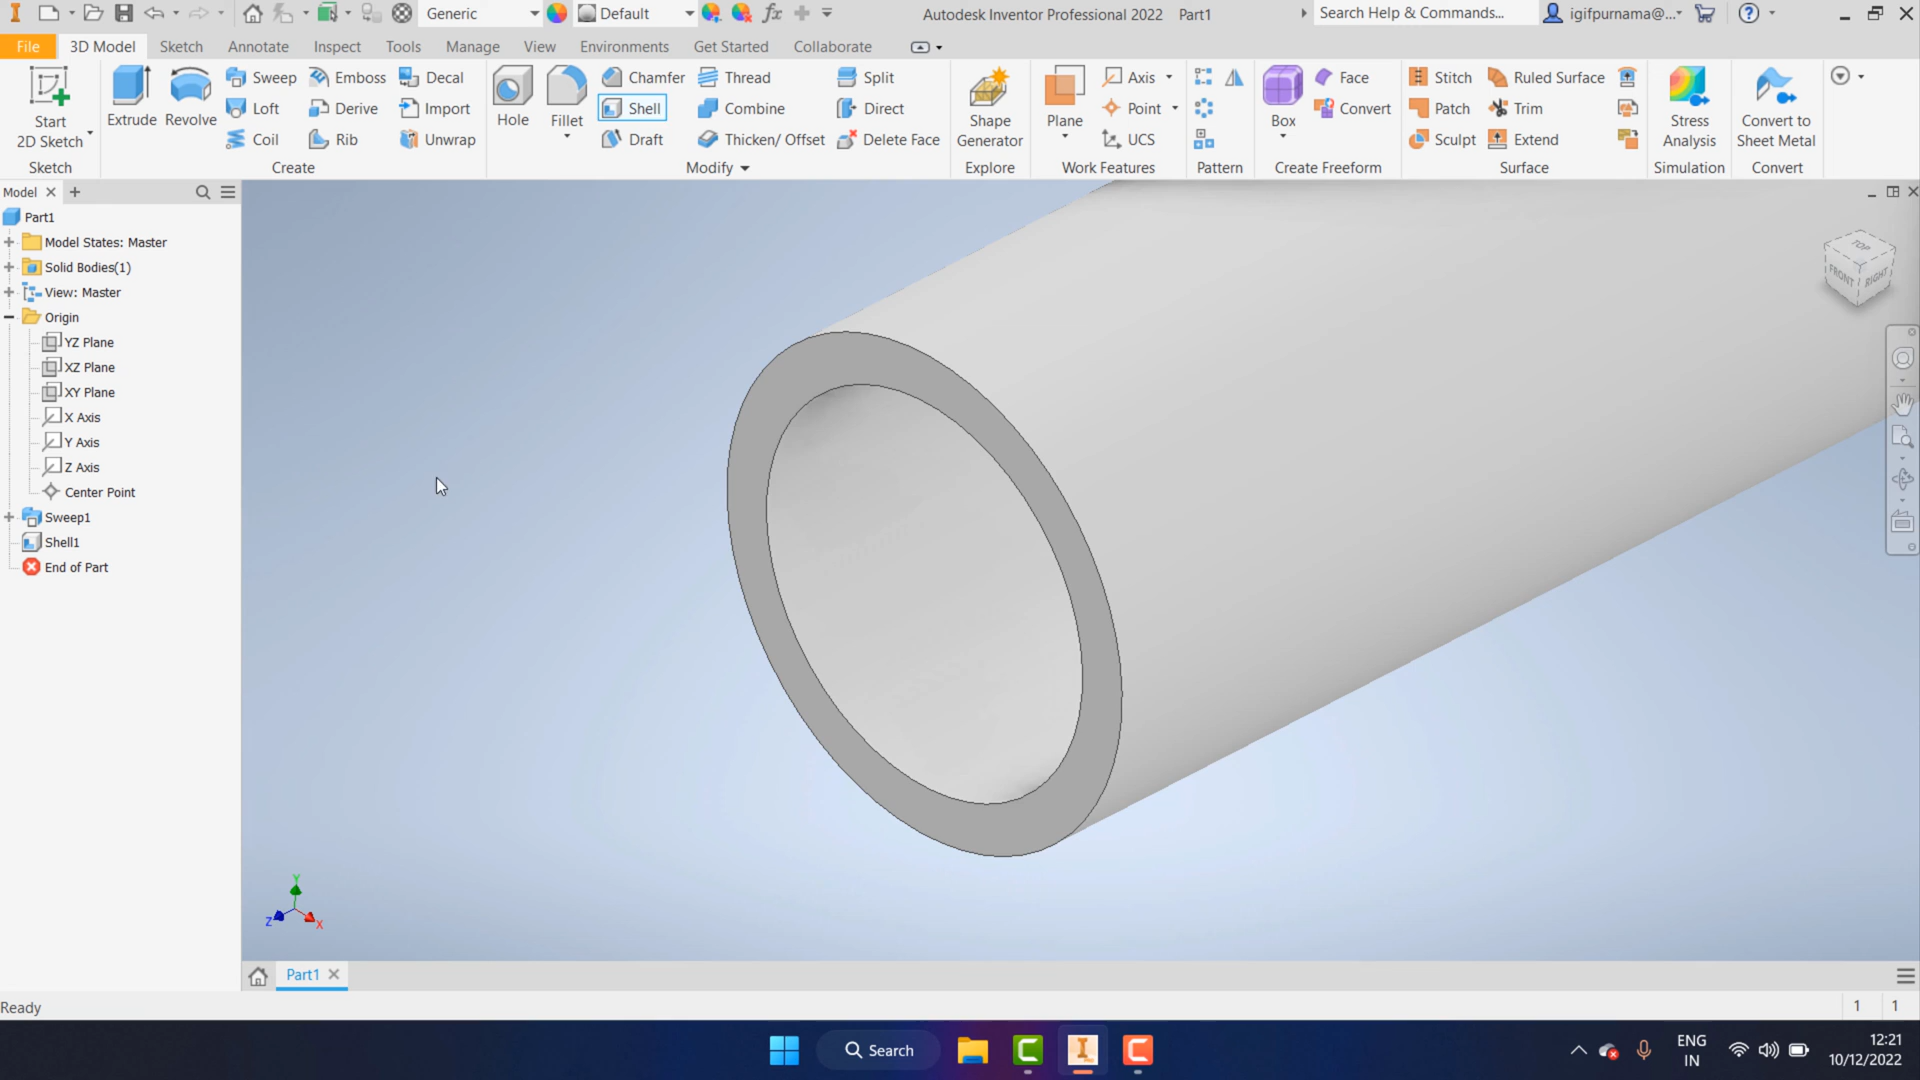 Generic
Default
fx
Autodesk Inventor Professional 2022 Part1
Search Help & Commands...
igifpurnama@...
File 3D Model Sketch Annotate Inspect Tools Manage View Environments Get Started Collaborate
Start
2D Sketch
Sketch
Extrude
Revolve
Sweep
Loft
Coil
Emboss
Derive
Rib
Decal
Import
Unwrap
Create
Hole
Fillet
Chamfer
Shell
Draft
Thread
Combine
Thicken/ Offset
Split
Direct
Delete Face
Modify
Shape
Generator
Explore
Plane
Axis
Point
UCS
Work Features
Pattern
Box
Face
Convert
Create Freeform
Stitch
Patch
Sculpt
Ruled Surface
Trim
Extend
Surface
Stress
Analysis
Simulation
Convert to
Sheet Metal
Convert
Model
Part1
Model States: Master
Solid Bodies(1)
View: Master
Origin
YZ Plane
XZ Plane
XY Plane
X Axis
Y Axis
Z Axis
Center Point
Sweep1
Shell1
End of Part
TOP
FRONT
RIGHT
Y
Z
X
Part1
Ready
1 1
Search
ENG
IN
12:21
10/12/2022